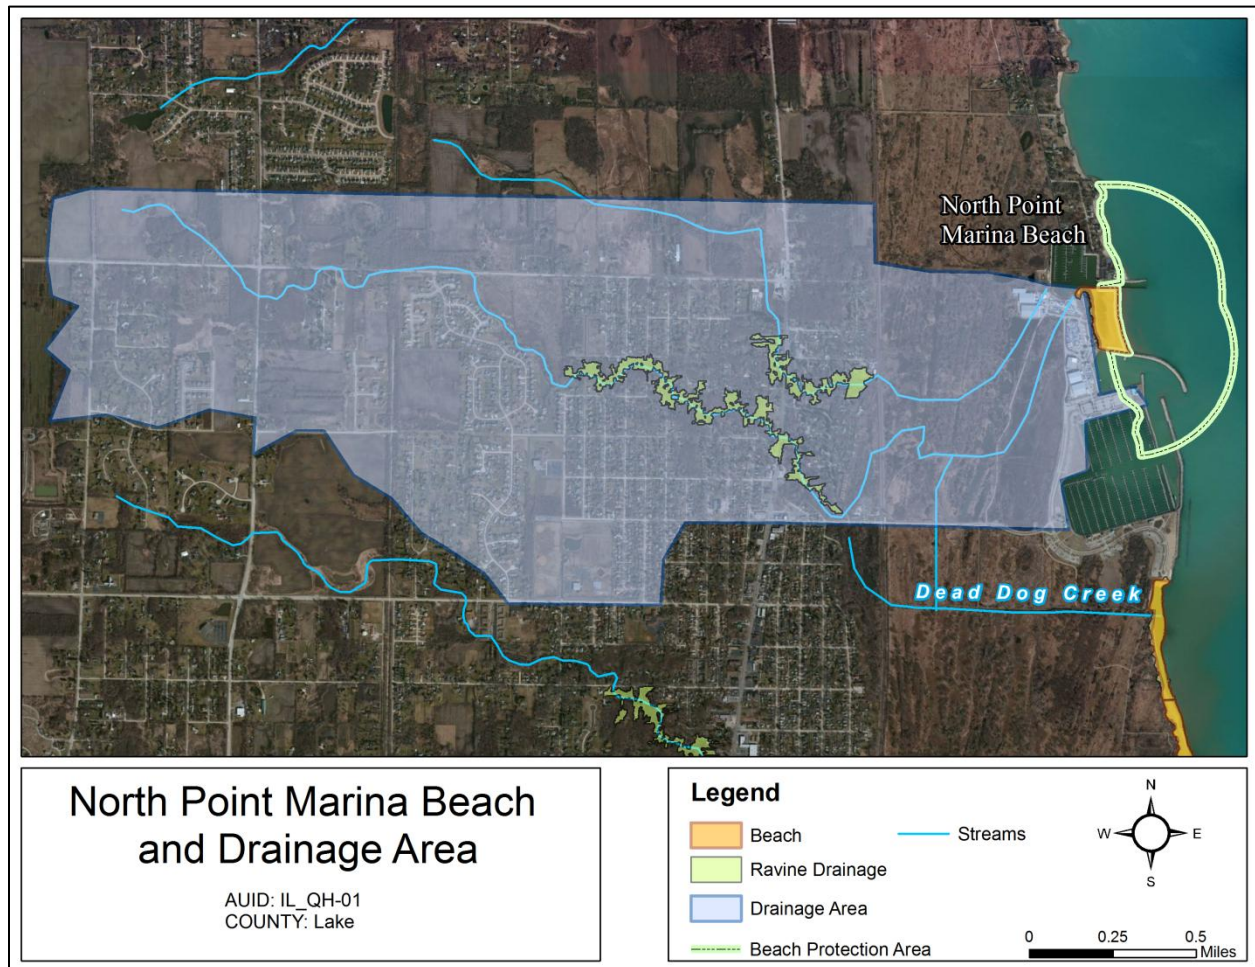 North Point
Marina Beach
Dead Dog Creek
North Point Marina Beach
and Drainage Area
AUID: IL_QH-01
COUNTY: Lake
Legend
Beach
Ravine Drainage
Drainage Area
Beach Protection Area
Streams
N
W E
S
0 0.25 0.5
Miles